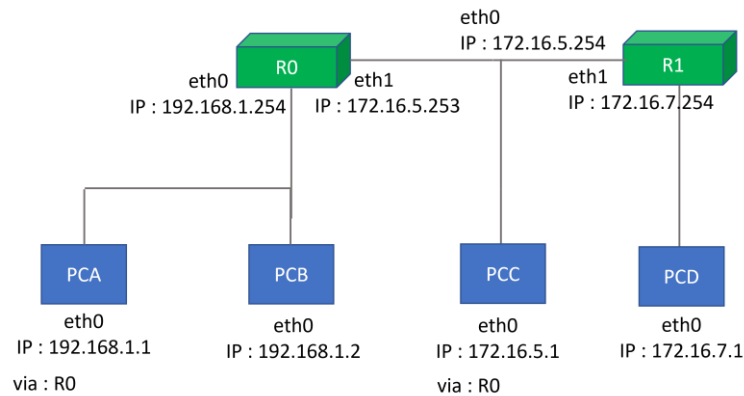 eth0
IP : 172.16.5.254
R0
R1
eth0
IP : 192.168.1.254
eth1
IP : 172.16.5.253
eth1
IP : 172.16.7.254
PCA
PCB
PCC
PCD
eth0
IP : 192.168.1.1
via : R0
eth0
IP : 192.168.1.2
eth0
IP : 172.16.5.1
via : R0
eth0
IP : 172.16.7.1